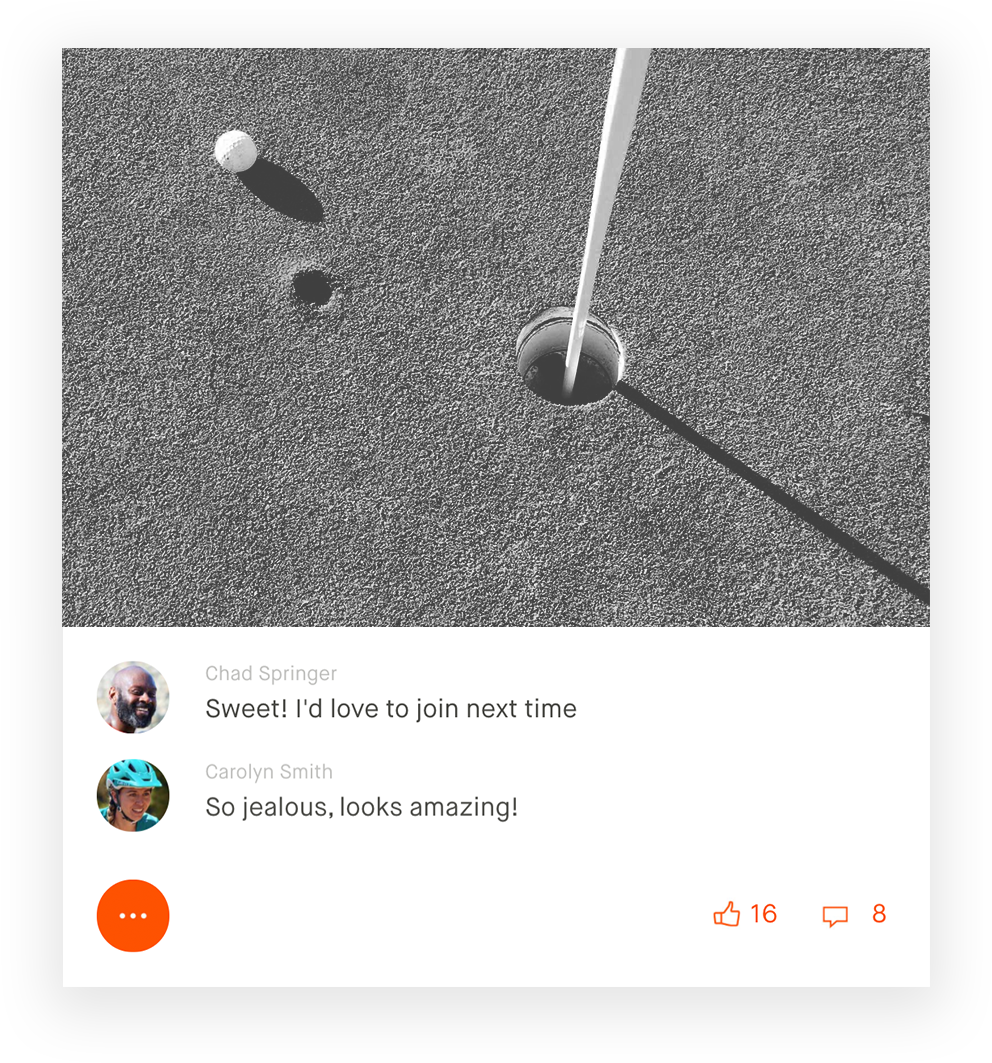 Chad Springer
Sweet! I'd love to join next time
Carolyn Smith
So jealous, looks amazing!
16 8